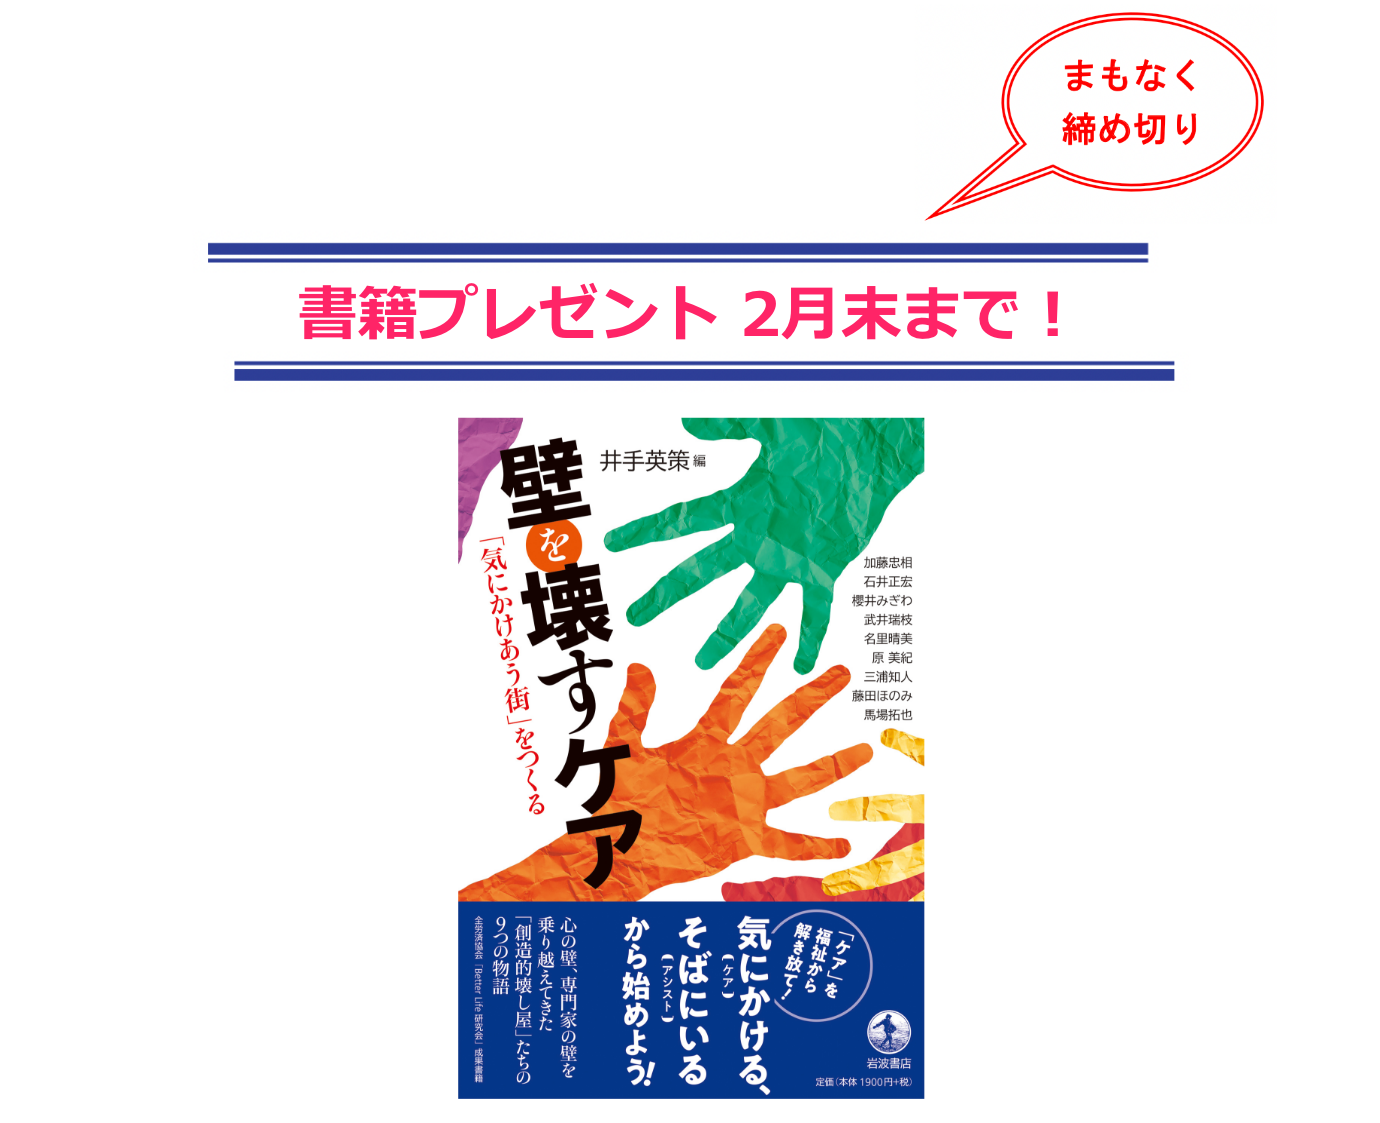 まもなく
締め切り
書籍プレゼント 2月末まで！
井手英策 編
壁を壊すケア
「気にかけあう街」をつくる
加藤忠相
石井正宏
櫻井みぎわ
武井瑞枝
名里晴美
原 美紀
三浦知人
藤田ほのみ
馬場拓也
「ケア」を
福祉から
解き放て!
気にかける、
(ケア)
そばにいる
(アシスト)
から始めよう!
心の壁、専門家の壁を
乗り越えてきた
「創造的壊し屋」たちの
9つの物語
全労済協会「Better Life 研究会」成果書籍
岩波書店
定価(本体 1900円+税)